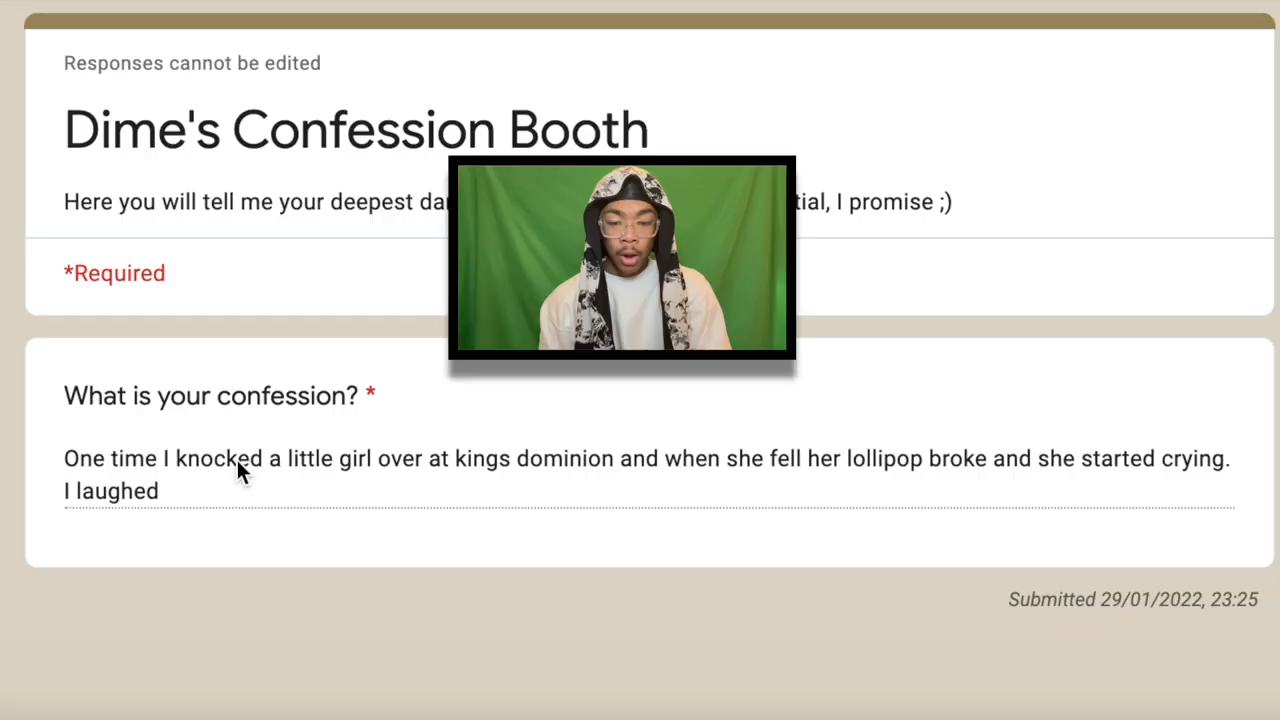 Responses cannot be edited
Dime's Confession Booth
Here you will tell me your deepest tial, I promise ;)
*Required
What is your confession? *
One time I knocked a little girl over at kings dominion and when she fell her lollipop broke and she started crying.
I laughed
Submitted 29/01/2022, 23:25